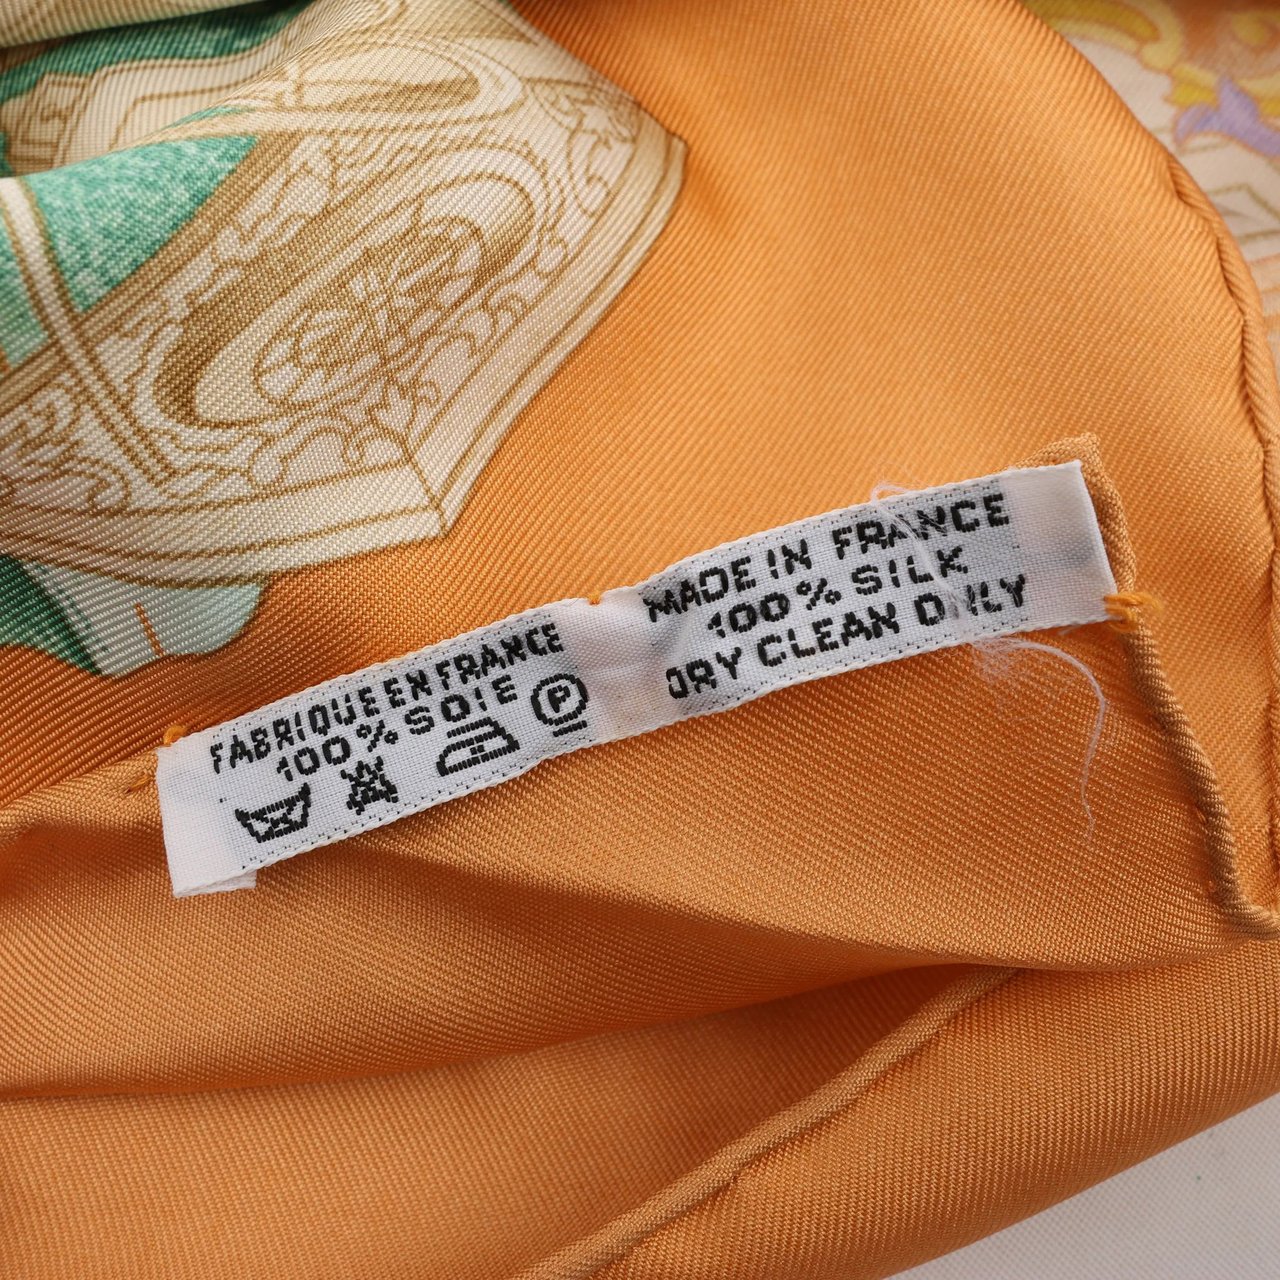 FABRIQUE EN FRANCE
100% SOIE
P
MADE IN FRANCE
100% SILK
DRY CLEAN ONLY